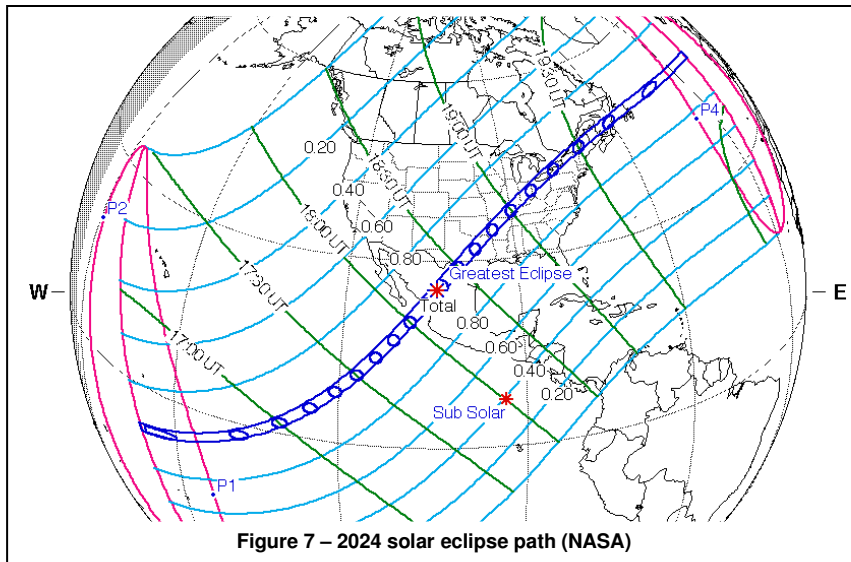 19:30 UT
19:00 UT
P4
0.20
18:30 UT
0.40
P2
18:00 UT
0.60
0.80
17:30 UT
Greatest Eclipse
W
E
Total
17:00 UT
0.80
0.60
0.40
0.20
Sub Solar
P1
Figure 7 – 2024 solar eclipse path (NASA)